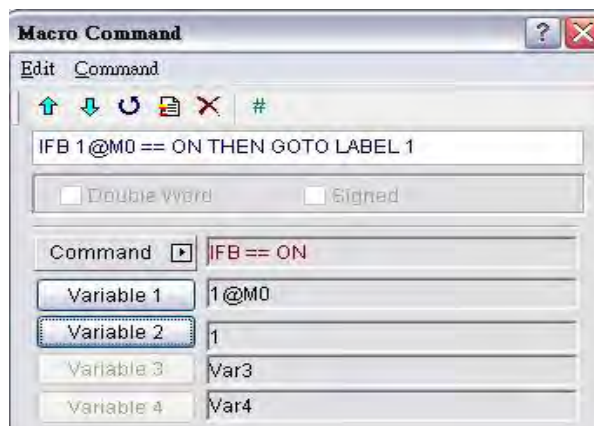 Macro Command
Edit Command
#
IFB 1@M0 == ON THEN GOTO LABEL 1
Double Word Signed
Command IFB == ON
Variable 1 1@M0
Variable 2 1
Variable 3 Var3
Variable 4 Var4